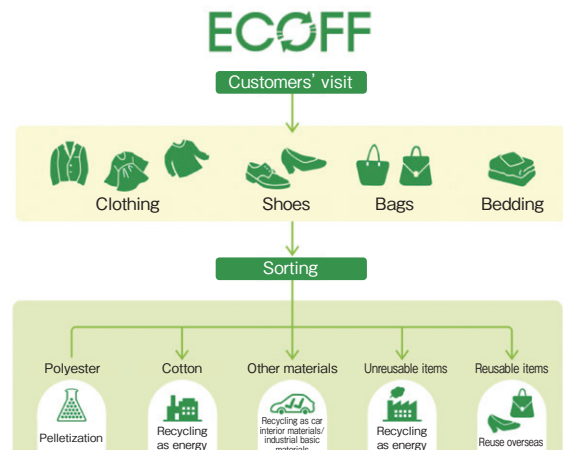 ECOFF
Customers' visit
Clothing
Shoes
Bags
Bedding
Sorting
Polyester
Cotton
Other materials
Unreusable items
Reusable items
Pelletization
Recycling
as energy
Recycling as car
interior materials/
industrial basic
materials
Recycling
as energy
Reuse overseas